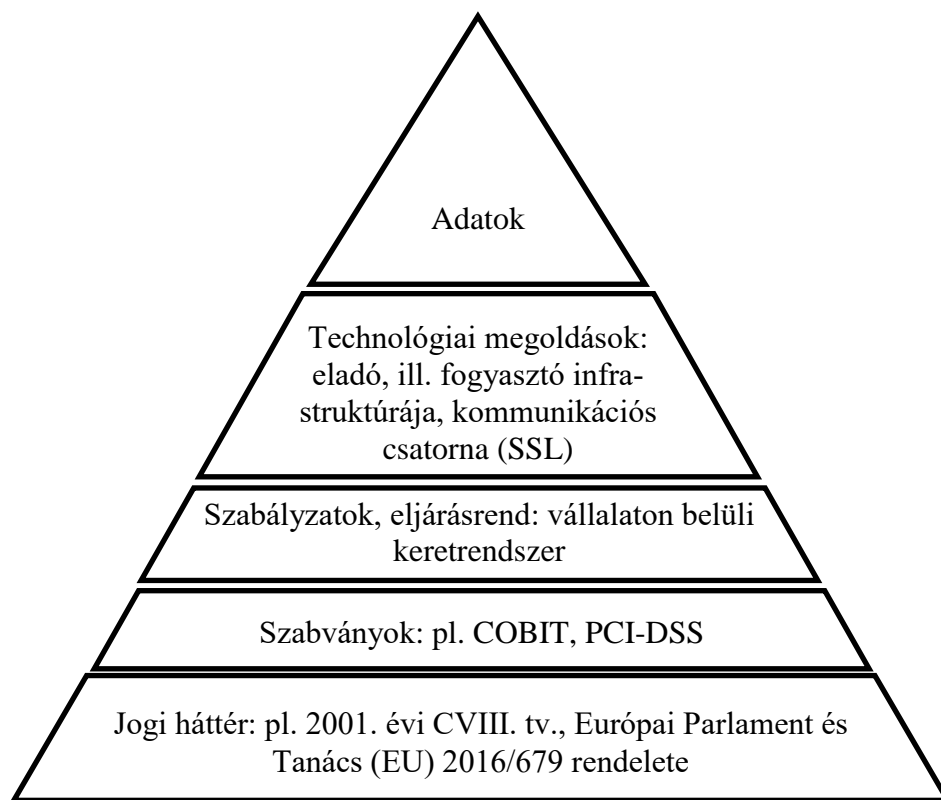 Adatok
Technológiai megoldások:
eladó, ill. fogyasztó infra-
struktúrája, kommunikációs
csatorna (SSL)
Szabályzatok, eljárásrend: vállalaton belüli
keretrendszer
Szabványok: pl. COBIT, PCI-DSS
Jogi háttér: pl. 2001. évi CVIII. tv., Európai Parlament és
Tanács (EU) 2016/679 rendelete